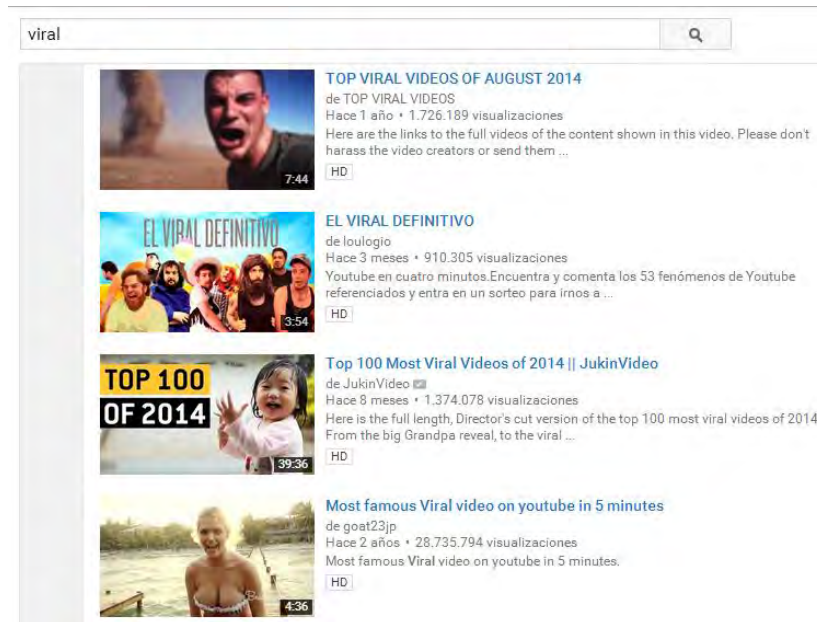 viral
TOP VIRAL VIDEOS OF AUGUST 2014
de TOP VIRAL VIDEOS
Hace 1 año • 1.726.189 visualizaciones
Here are the links to the full videos of the content shown in this video. Please don't
harass the video creators or send them ...
HD
7:44
EL VIRAL DEFINITIVO
3:54
EL VIRAL DEFINITIVO
de loulogio
Hace 3 meses • 910.305 visualizaciones
Youtube en cuatro minutos.Encuentra y comenta los 53 fenómenos de Youtube
referenciados y entra en un sorteo para irnos a ...
HD
TOP 100
OF 2014
39:36
Top 100 Most Viral Videos of 2014 || JukinVideo
de JukinVideo
Hace 8 meses • 1.374.078 visualizaciones
Here is the full length, Director's cut version of the top 100 most viral videos of 2014
From the big Grandpa reveal, to the viral ...
HD
4:36
Most famous Viral video on youtube in 5 minutes
de goat23jp
Hace 2 años • 28.735.794 visualizaciones
Most famous Viral video on youtube in 5 minutes.
HD